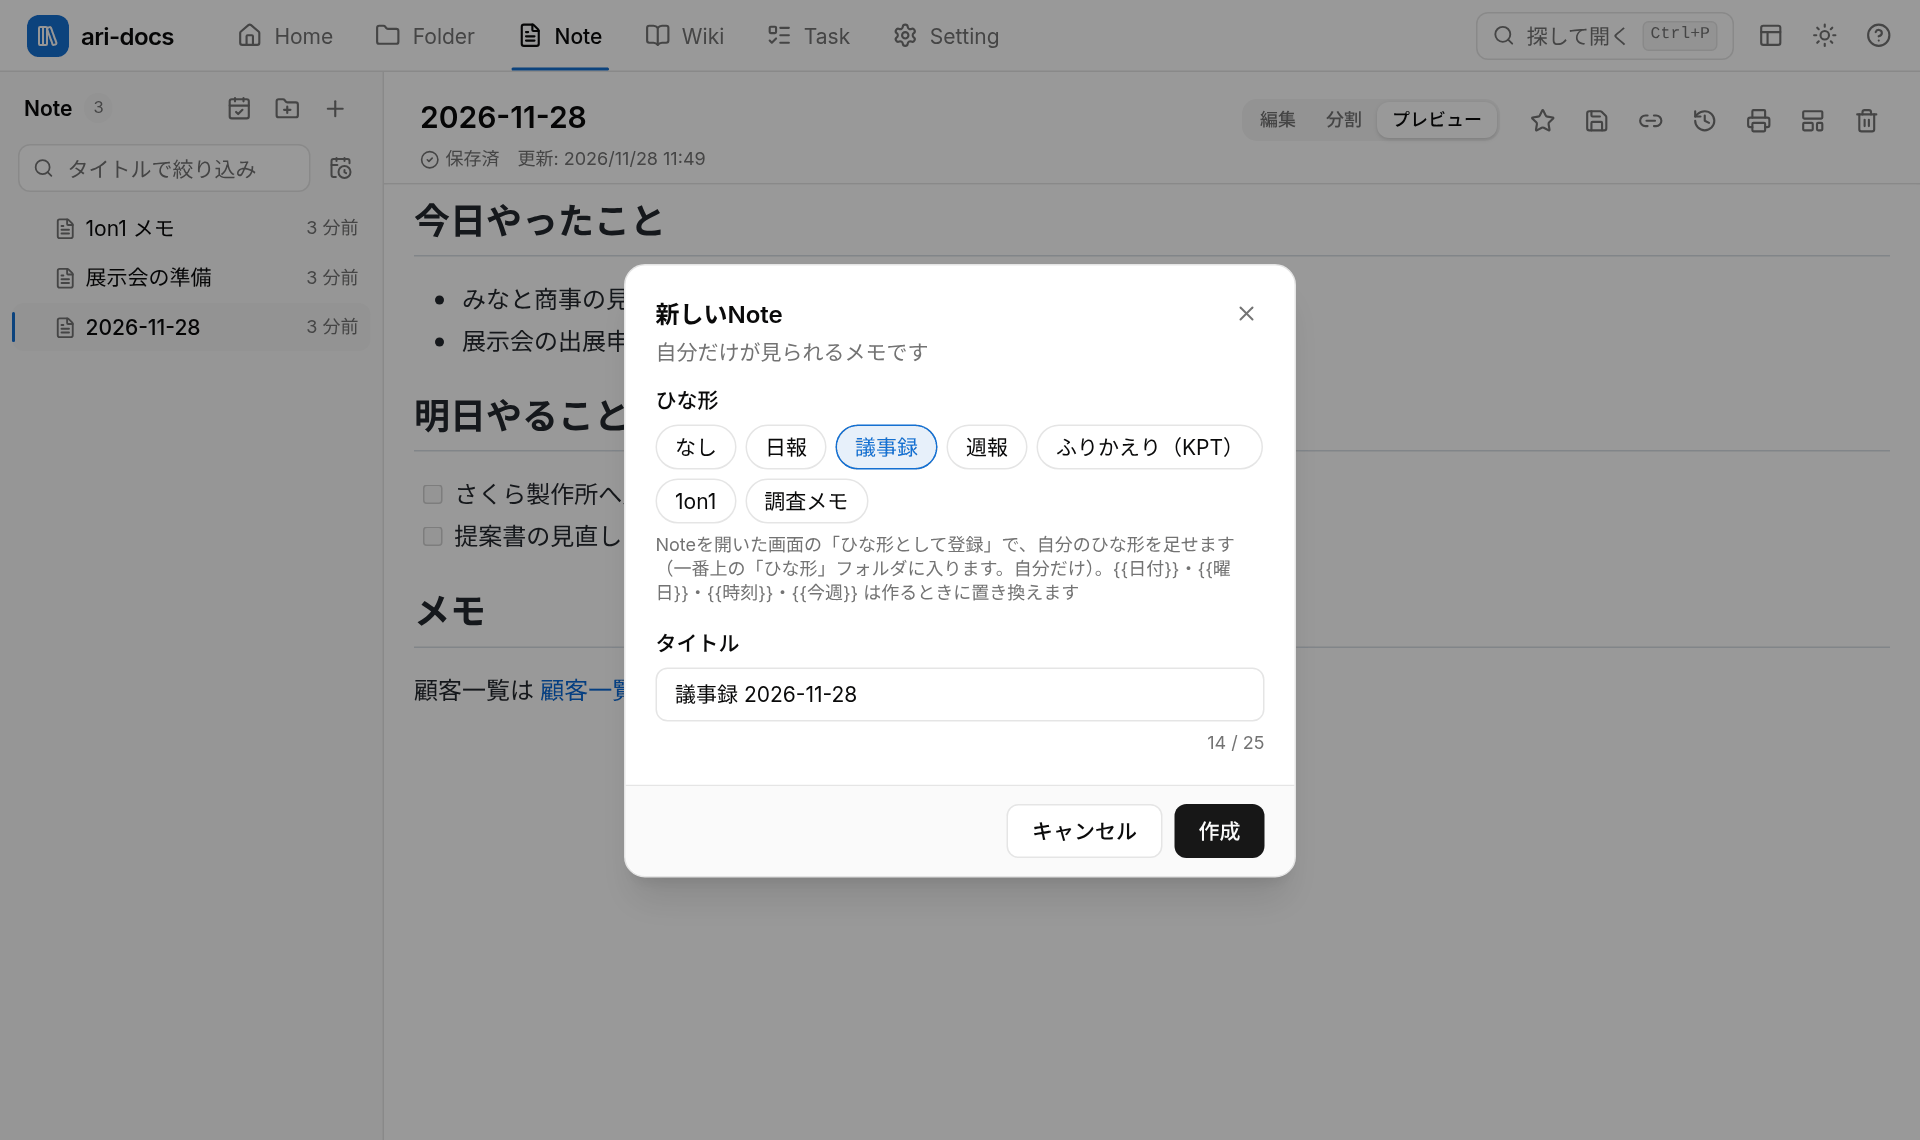 ari-docs
Home
Folder
Note
Wiki
Task
Setting
探して開く
Ctrl+P
Note 3
タイトルで絞り込み
1on1 メモ 3 分前
展示会の準備 3 分前
2026-11-28 3 分前
2026-11-28
保存済 更新: 2026/11/28 11:49
編集 分割 プレビュー
今日やったこと
みなと商事の見
展示会の出展申
明日やること
さくら製作所へ
提案書の見直し
メモ
顧客一覧は 顧客一覧
新しいNote
自分だけが見られるメモです
ひな形
なし 日報 議事録 週報 ふりかえり（KPT）
1on1 調査メモ
Noteを開いた画面の「ひな形として登録」で、自分のひな形を足せます
（一番上の「ひな形」フォルダに入ります。自分だけ）。{{日付}}・{{曜
日}}・{{時刻}}・{{今週}} は作るときに置き換えます
タイトル
議事録 2026-11-28
14 / 25
キャンセル 作成